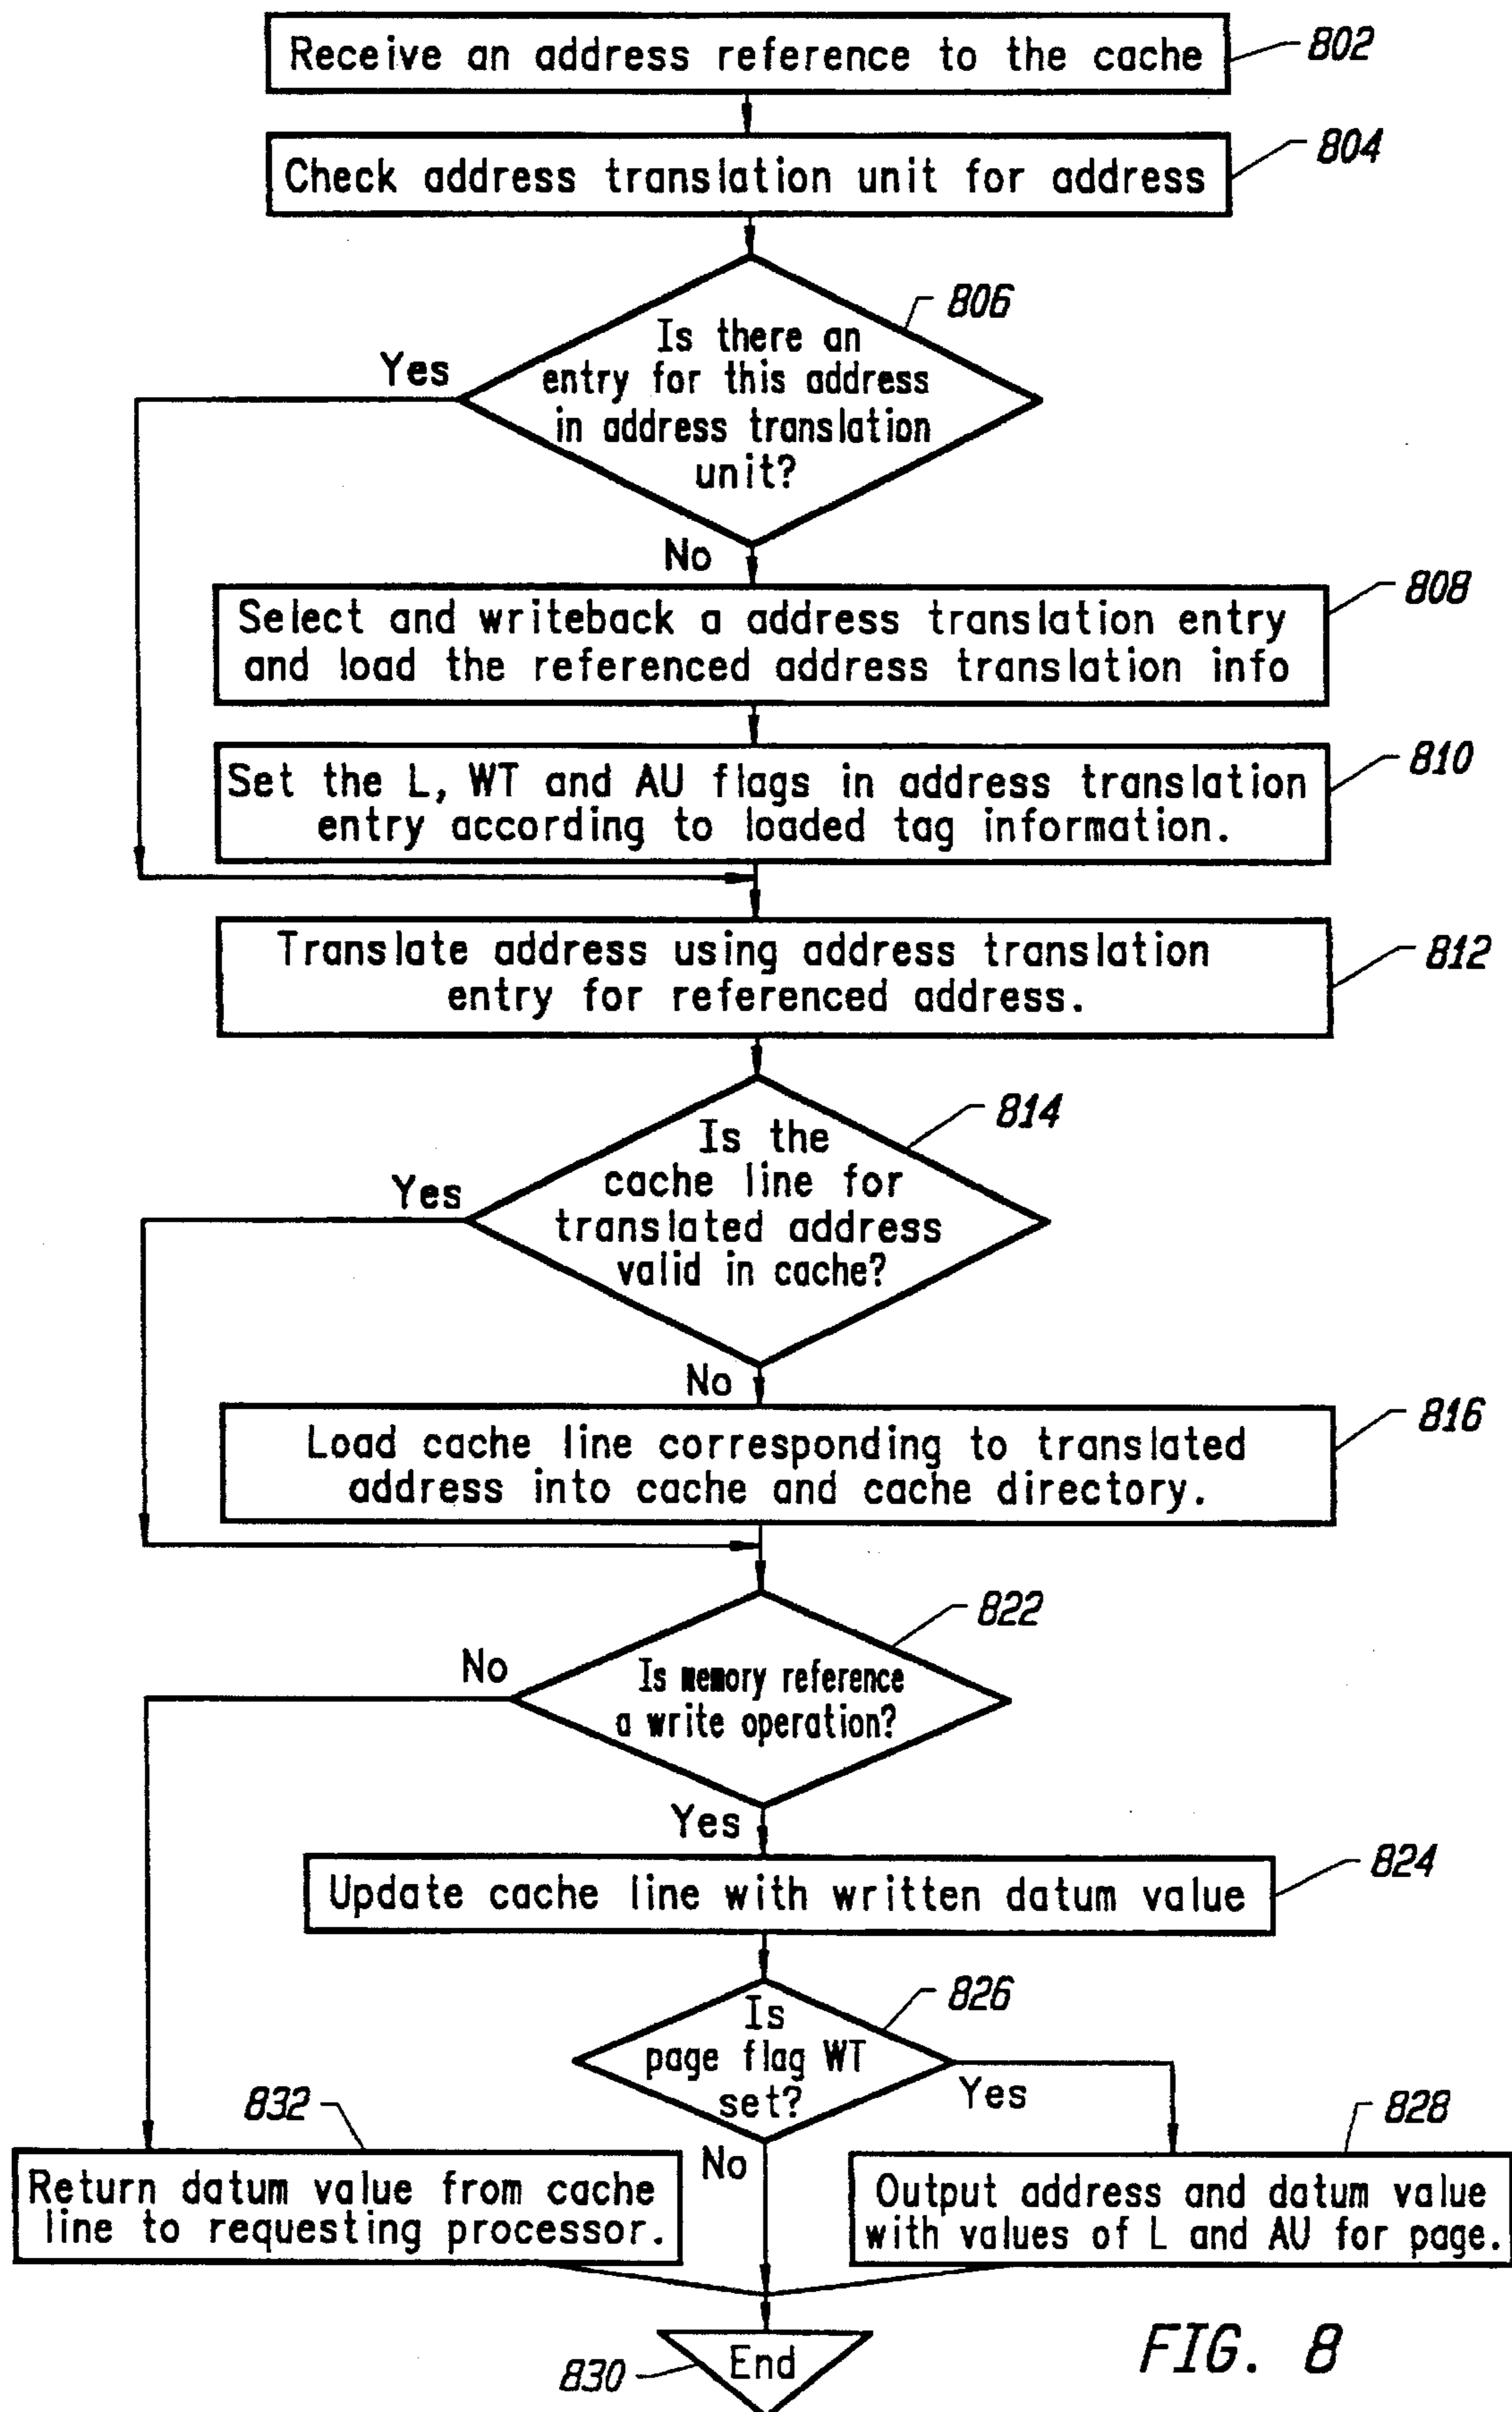 Receive an address reference to the cache
802
Check address translation unit for address
804
806
Is there an
entry for this address
in address translation
unit?
Yes
No
808
Select and writeback a address translation entry
and load the referenced address translation info
810
Set the L, WT and AU flags in address translation
entry according to loaded tag information.
812
Translate address using address translation
entry for referenced address.
814
Is the
cache line for
translated address
valid in cache?
Yes
No
816
Load cache line corresponding to translated
address into cache and cache directory.
822
No
Is memory reference
a write operation?
Yes
824
Update cache line with written datum value
826
Is
page flag WT
set?
Yes
No
832
Return datum value from cache
line to requesting processor.
828
Output address and datum value
with values of L and AU for page.
End
830
FIG. 8